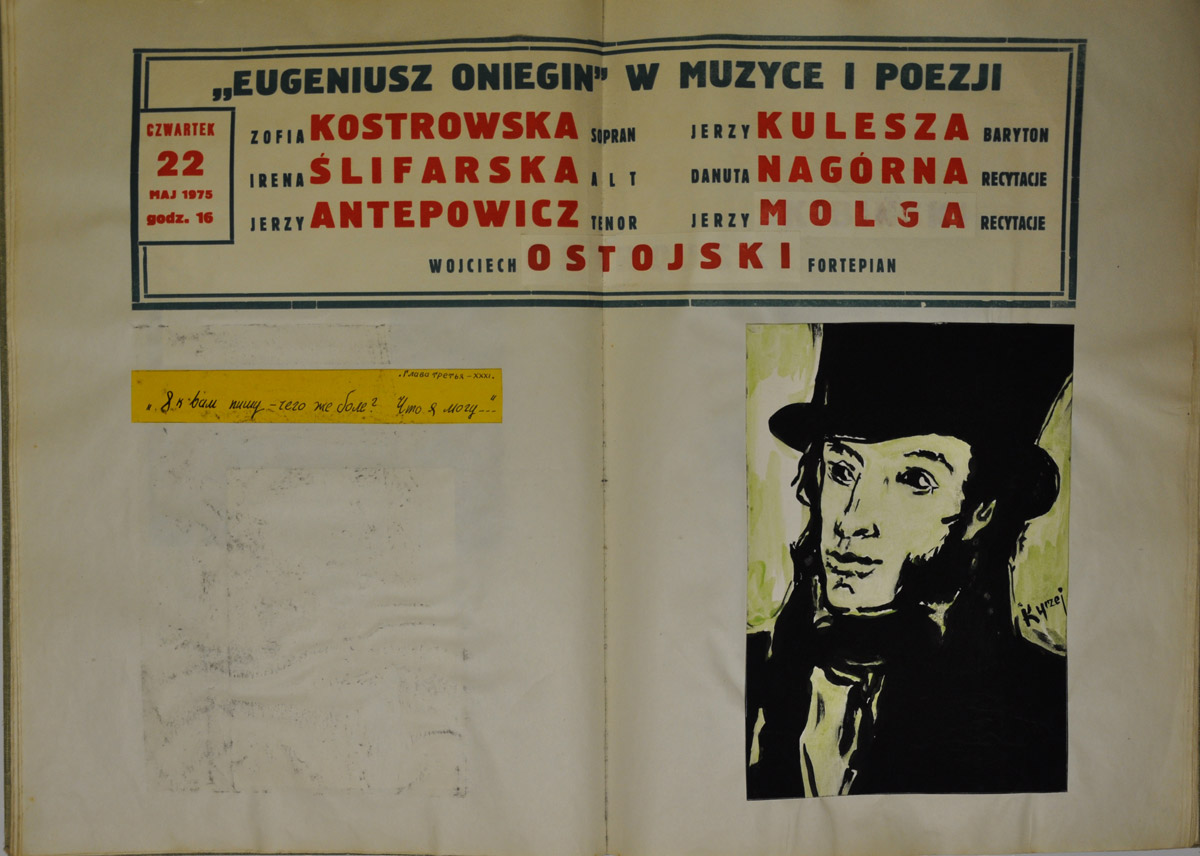 „EUGENIUSZ ONIEGIN" W MUZYCE I POEZJI
CZWARTEK
22
MAJ 1975
godz. 16
ZOFIA KOSTROWSKA SOPRAN
IRENA ŚLIFARSKA ALT
JERZY ANTEPOWICZ TENOR
JERZY KULESZA BARYTON
DANUTA NAGÓRNA RECYTACJE
JERZY MOLGA RECYTACJE
WOJCIECH OSTOJSKI FORTEPIAN
. Глава третья – XXXI.
„Я к вам пишу – чего же боле? Что я могу ---"
Kyrzej